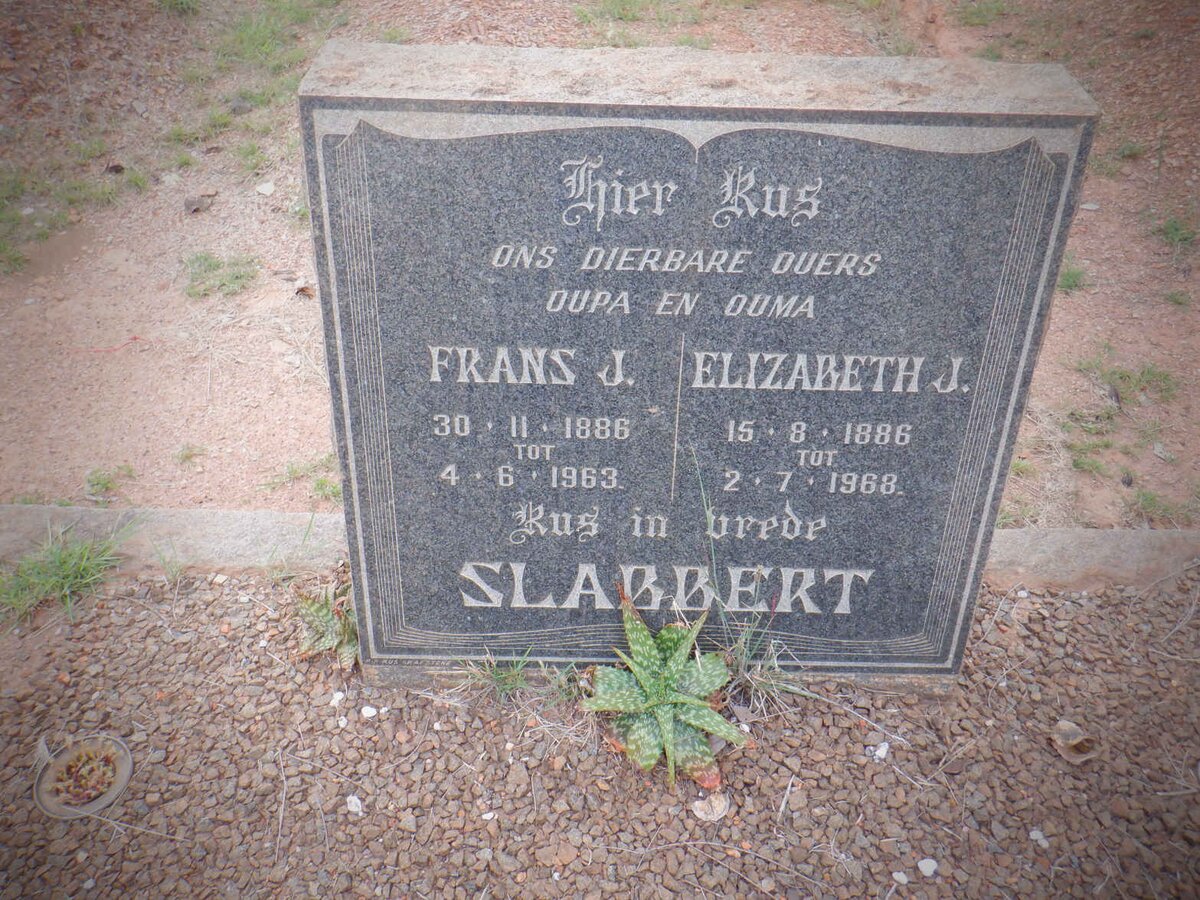 Hier Rus
ONS DIERBARE OUERS
OUPA EN OUMA
FRANS J.
30 · 11 · 1886
TOT
4 · 6 · 1963.
ELIZABETH J.
15 · 8 · 1886
TOT
2 · 7 · 1968.
Rus in vrede
SLABBERT